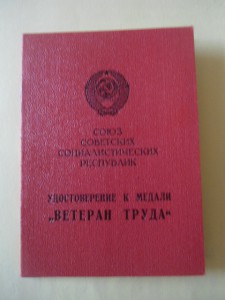 СОЮЗ
СОВЕТСКИХ
СОЦИАЛИСТИЧЕСКИХ
РЕСПУБЛИК
УДОСТОВЕРЕНИЕ К МЕДАЛИ
„ВЕТЕРАН ТРУДА“